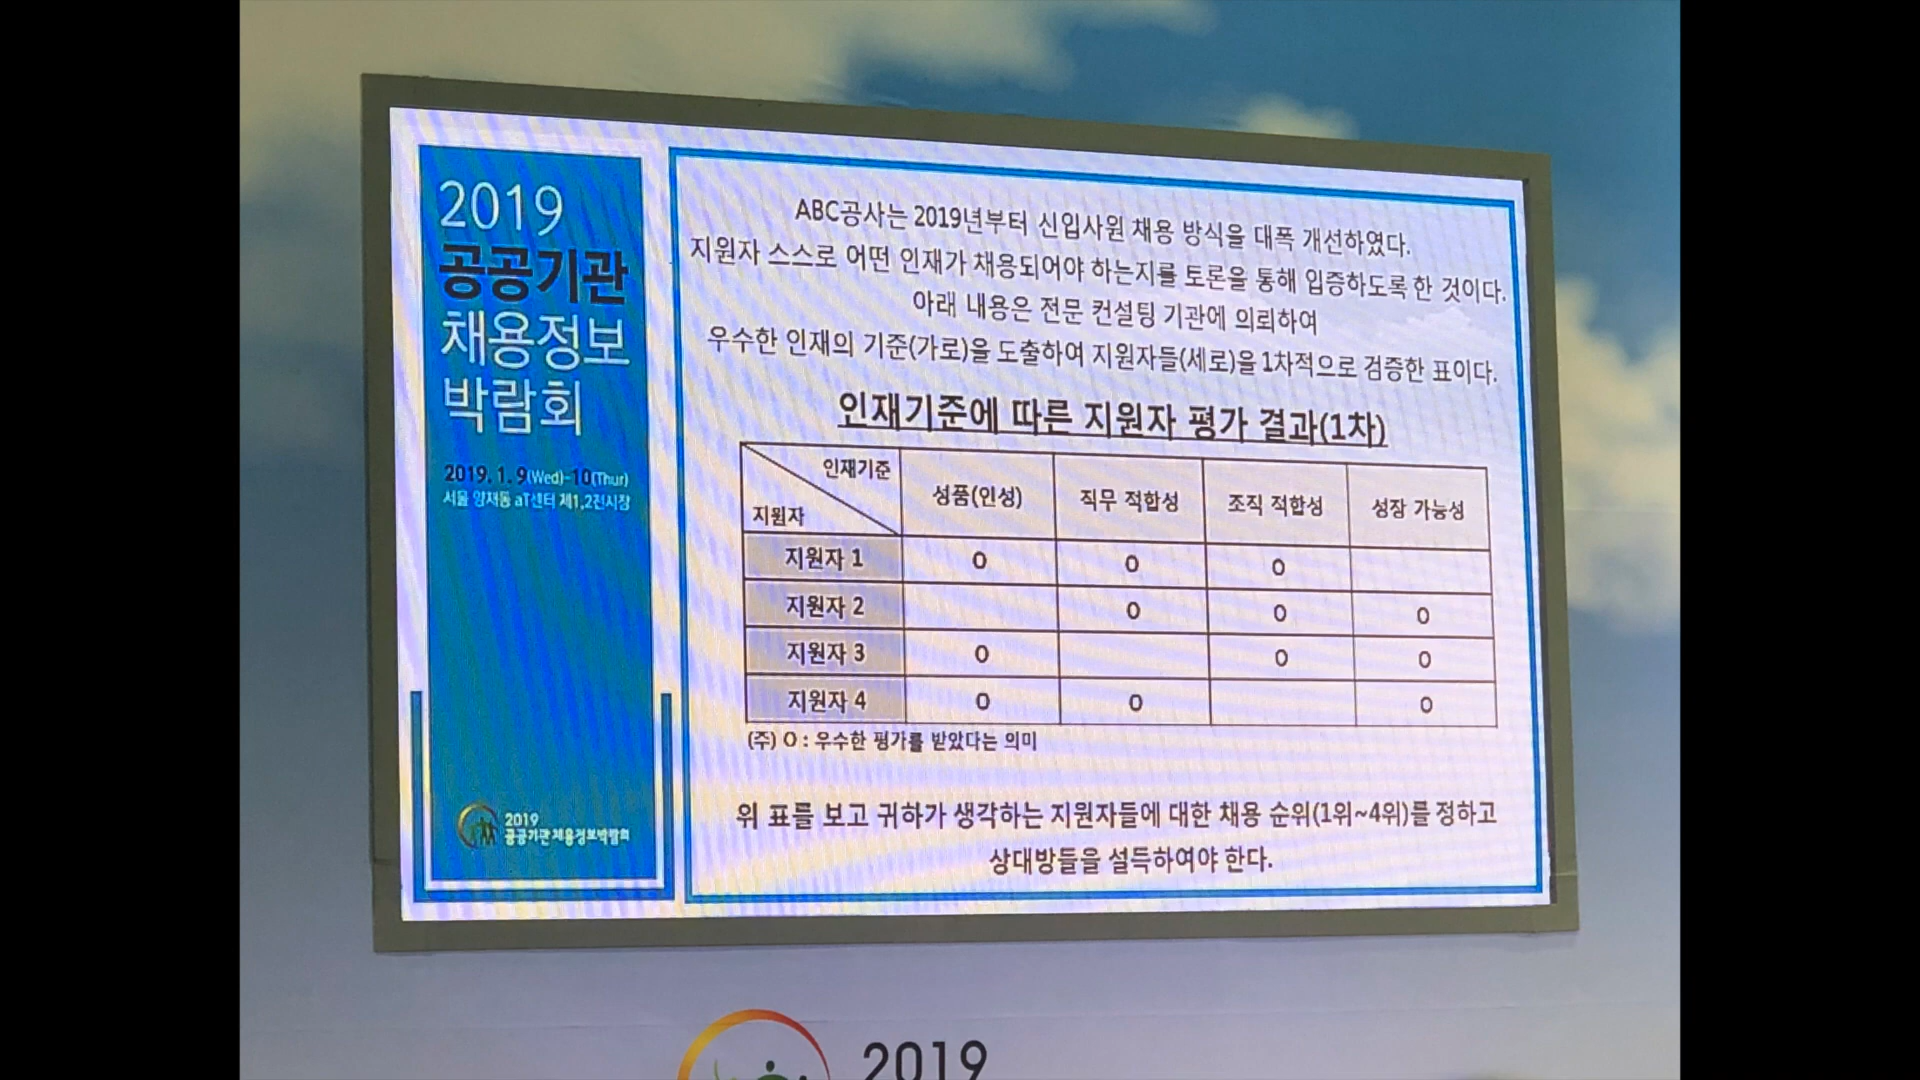 2019
공공기관
채용정보
박람회
2019. 1. 9(Wed)-10(Thur)
서울 양재동 aT센터 제1,2전시장
2019
공공기관 채용정보박람회
ABC공사는 2019년부터 신입사원 채용 방식을 대폭 개선하였다.
지원자 스스로 어떤 인재가 채용되어야 하는지를 토론을 통해 입증하도록 한 것이다.
아래 내용은 전문 컨설팅 기관에 의뢰하여
우수한 인재의 기준(가로)을 도출하여 지원자들(세로)을 1차적으로 검증한 표이다.
인재기준에 따른 지원자 평가 결과(1차)
인재기준
지원자
성품(인성) 직무 적합성 조직 적합성 성장 가능성
지원자 1 O O O
지원자 2 O O O
지원자 3 O O O
지원자 4 O O O
(주) O : 우수한 평가를 받았다는 의미
위 표를 보고 귀하가 생각하는 지원자들에 대한 채용 순위(1위~4위)를 정하고
상대방들을 설득하여야 한다.
2019